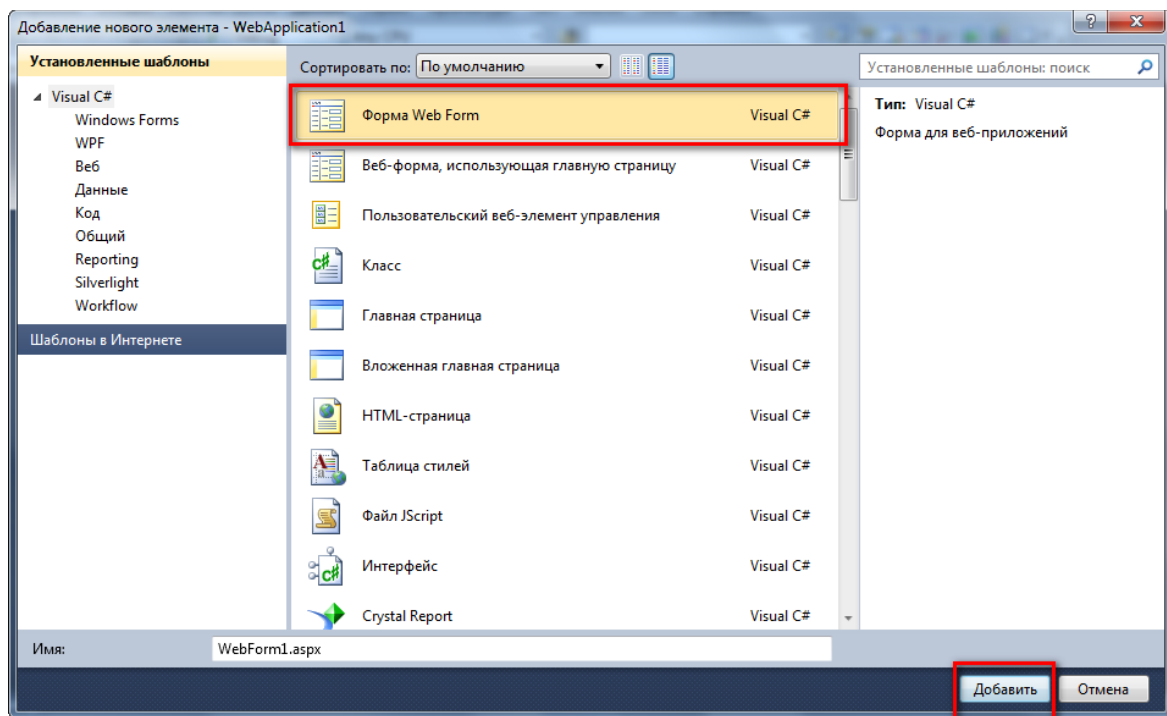 Добавление нового элемента - WebApplication1
Установленные шаблоны
Visual C#
Windows Forms
WPF
Веб
Данные
Код
Общий
Reporting
Silverlight
Workflow
Шаблоны в Интернете
Сортировать по: По умолчанию
Форма Web Form Visual C#
Веб-форма, использующая главную страницу Visual C#
Пользовательский веб-элемент управления Visual C#
Класс Visual C#
Главная страница Visual C#
Вложенная главная страница Visual C#
HTML-страница Visual C#
Таблица стилей Visual C#
Файл JScript Visual C#
Интерфейс Visual C#
Crystal Report Visual C#
Установленные шаблоны: поиск
Тип: Visual C#
Форма для веб-приложений
Имя: WebForm1.aspx
Добавить Отмена